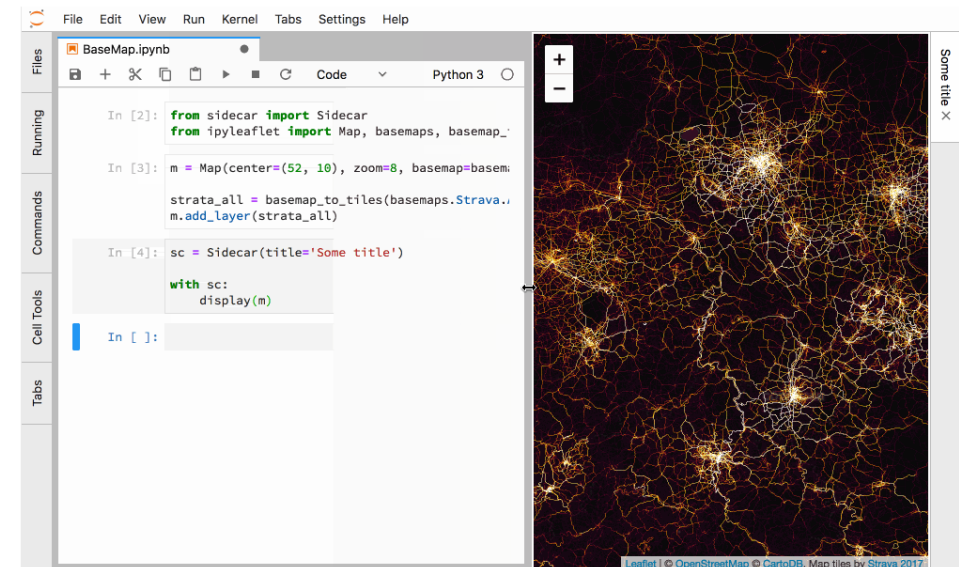 File Edit View Run Kernel Tabs Settings Help
Files
Running
Commands
Cell Tools
Tabs
BaseMap.ipynb
Code
Python 3
In [2]: from sidecar import Sidecar
from ipyleaflet import Map, basemaps, basemap_
In [3]: m = Map(center=(52, 10), zoom=8, basemap=basema
strata_all = basemap_to_tiles(basemaps.Strava.
m.add_layer(strata_all)
In [4]: sc = Sidecar(title='Some title')
with sc:
display(m)
In [ ]:
+
−
Some title ×
Leaflet | © OpenStreetMap © CartoDB, Map tiles by Strava 2017